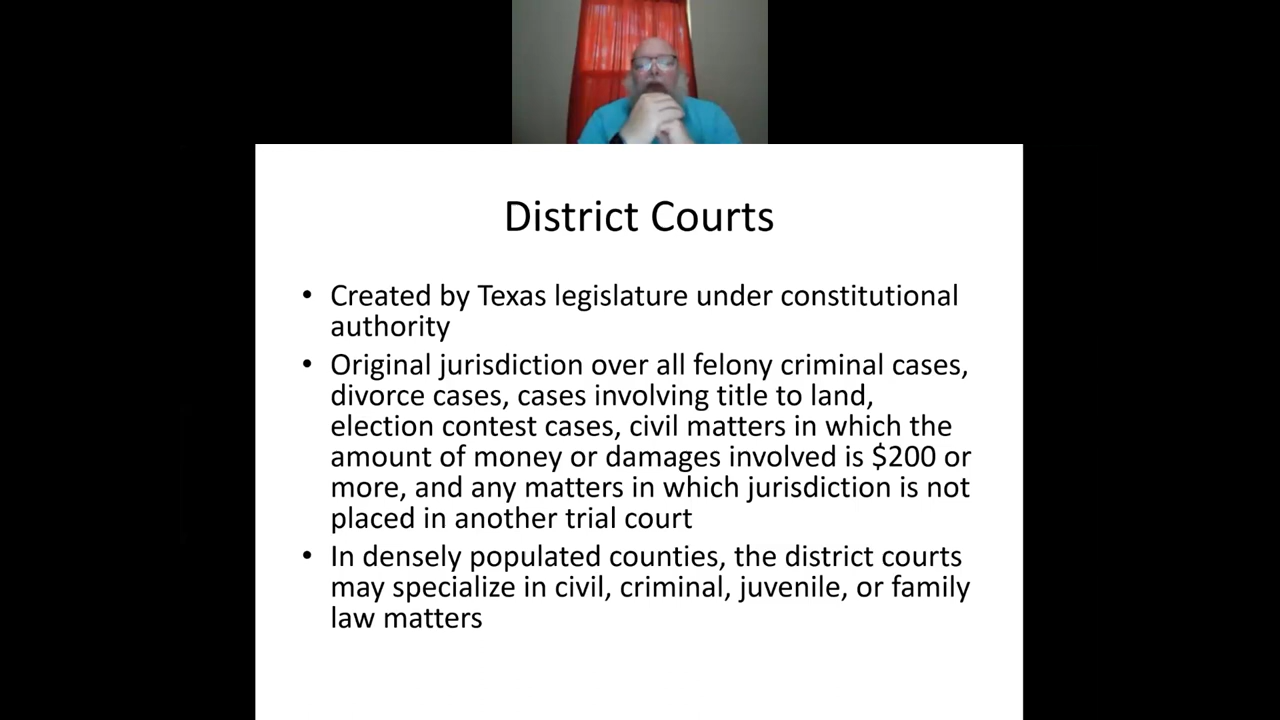 District Courts
• Created by Texas legislature under constitutional
authority
• Original jurisdiction over all felony criminal cases,
divorce cases, cases involving title to land,
election contest cases, civil matters in which the
amount of money or damages involved is $200 or
more, and any matters in which jurisdiction is not
placed in another trial court
• In densely populated counties, the district courts
may specialize in civil, criminal, juvenile, or family
law matters